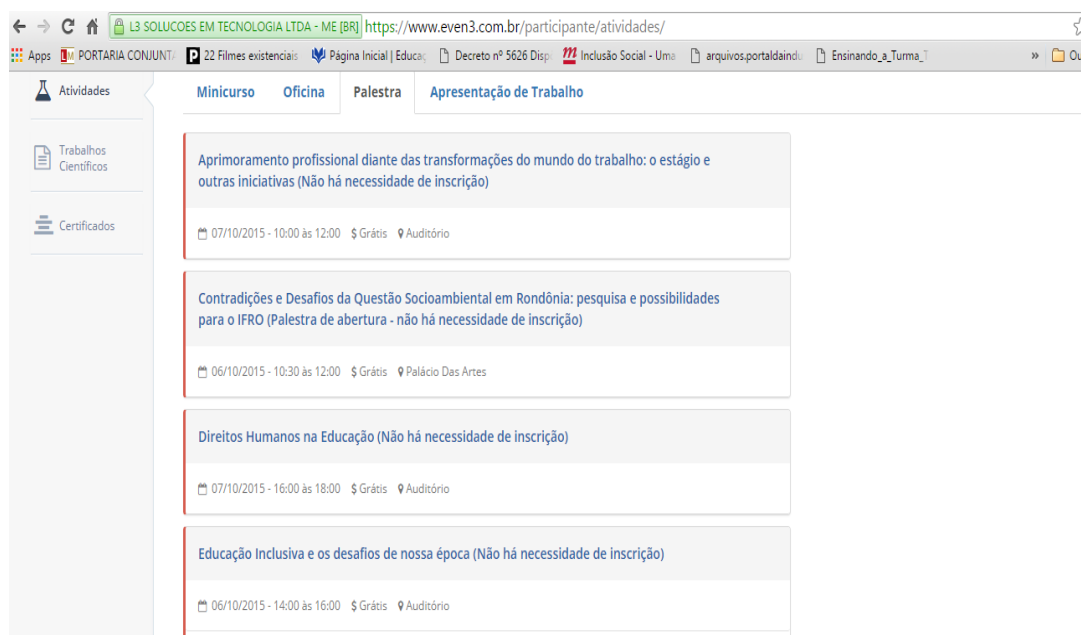 L3 SOLUCOES EM TECNOLOGIA LTDA - ME [BR] https://www.even3.com.br/participante/atividades/
Apps PORTARIA CONJUNT 22 Filmes existenciais Página Inicial | Educaç Decreto nº 5626 Disp Inclusão Social - Uma arquivos.portaldaindu Ensinando_a_Turma_T » Ou
Atividades
Trabalhos
Científicos
Certificados
Minicurso Oficina Palestra Apresentação de Trabalho
Aprimoramento profissional diante das transformações do mundo do trabalho: o estágio e
outras iniciativas (Não há necessidade de inscrição)
07/10/2015 - 10:00 às 12:00 $ Grátis Auditório
Contradições e Desafios da Questão Socioambiental em Rondônia: pesquisa e possibilidades
para o IFRO (Palestra de abertura - não há necessidade de inscrição)
06/10/2015 - 10:30 às 12:00 $ Grátis Palácio Das Artes
Direitos Humanos na Educação (Não há necessidade de inscrição)
07/10/2015 - 16:00 às 18:00 $ Grátis Auditório
Educação Inclusiva e os desafios de nossa época (Não há necessidade de inscrição)
06/10/2015 - 14:00 às 16:00 $ Grátis Auditório